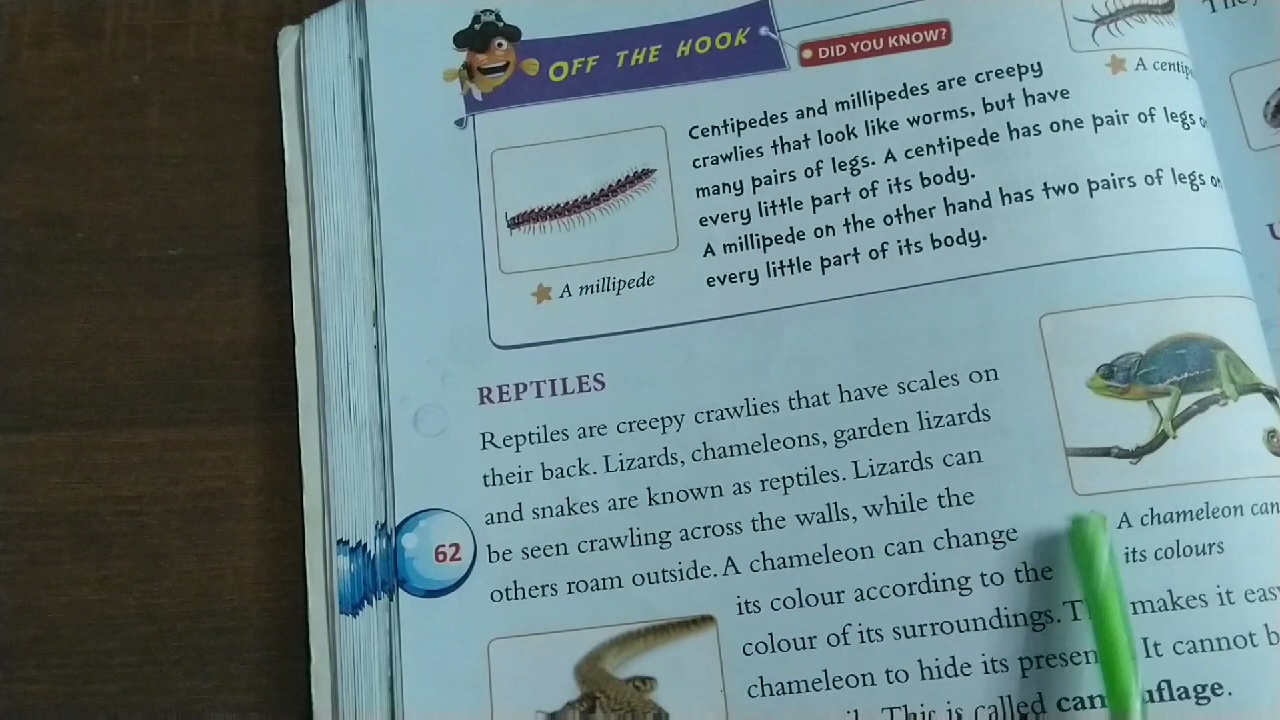 OFF THE HOOK
DID YOU KNOW?
Centipedes and millipedes are creepy
crawlies that look like worms, but have
many pairs of legs. A centipede has one pair of legs
every little part of its body.
A millipede on the other hand has two pairs of legs on
every little part of its body.
A millipede
REPTILES
Reptiles are creepy crawlies that have scales on
their back. Lizards, chameleons, garden lizards
and snakes are known as reptiles. Lizards can
be seen crawling across the walls, while the
others roam outside. A chameleon can change
its colour according to the
colour of its surroundings. makes it
chameleon to hide its It cannot
This is called
A chameleon can
its colours
62